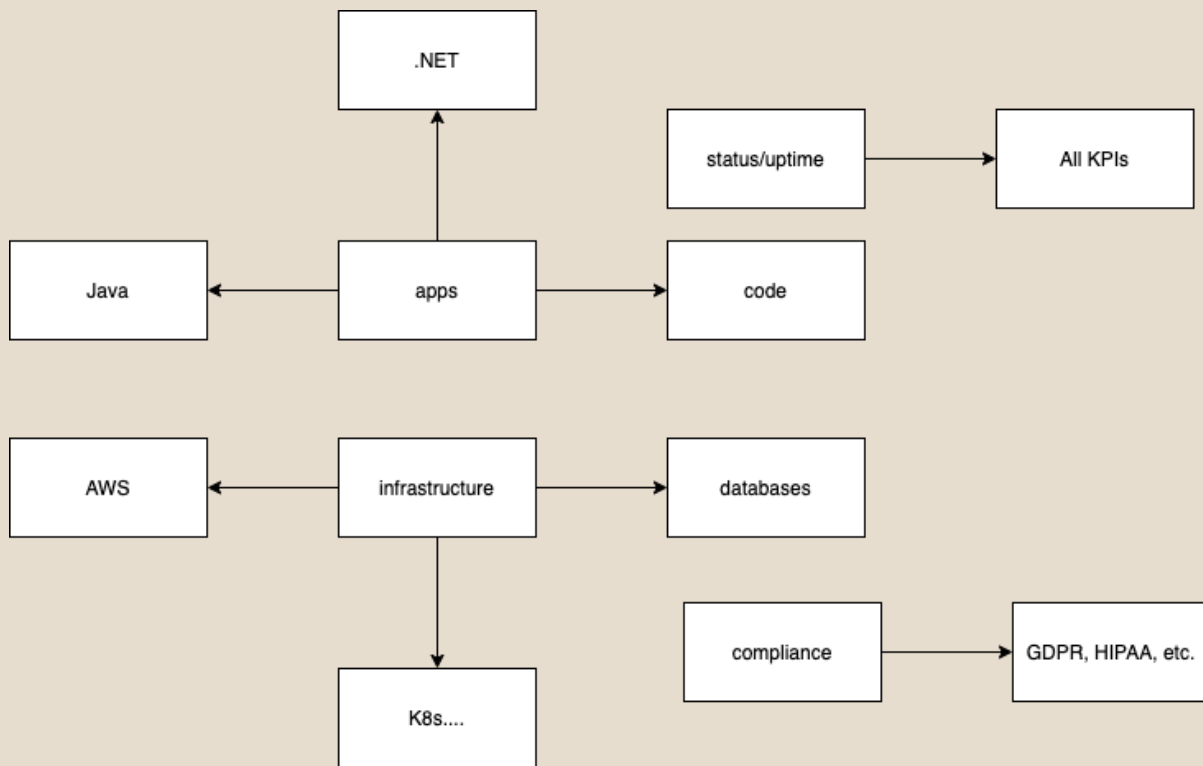 .NET
status/uptime
All KPIs
Java
apps
code
AWS
infrastructure
databases
compliance
GDPR, HIPAA, etc.
K8s....